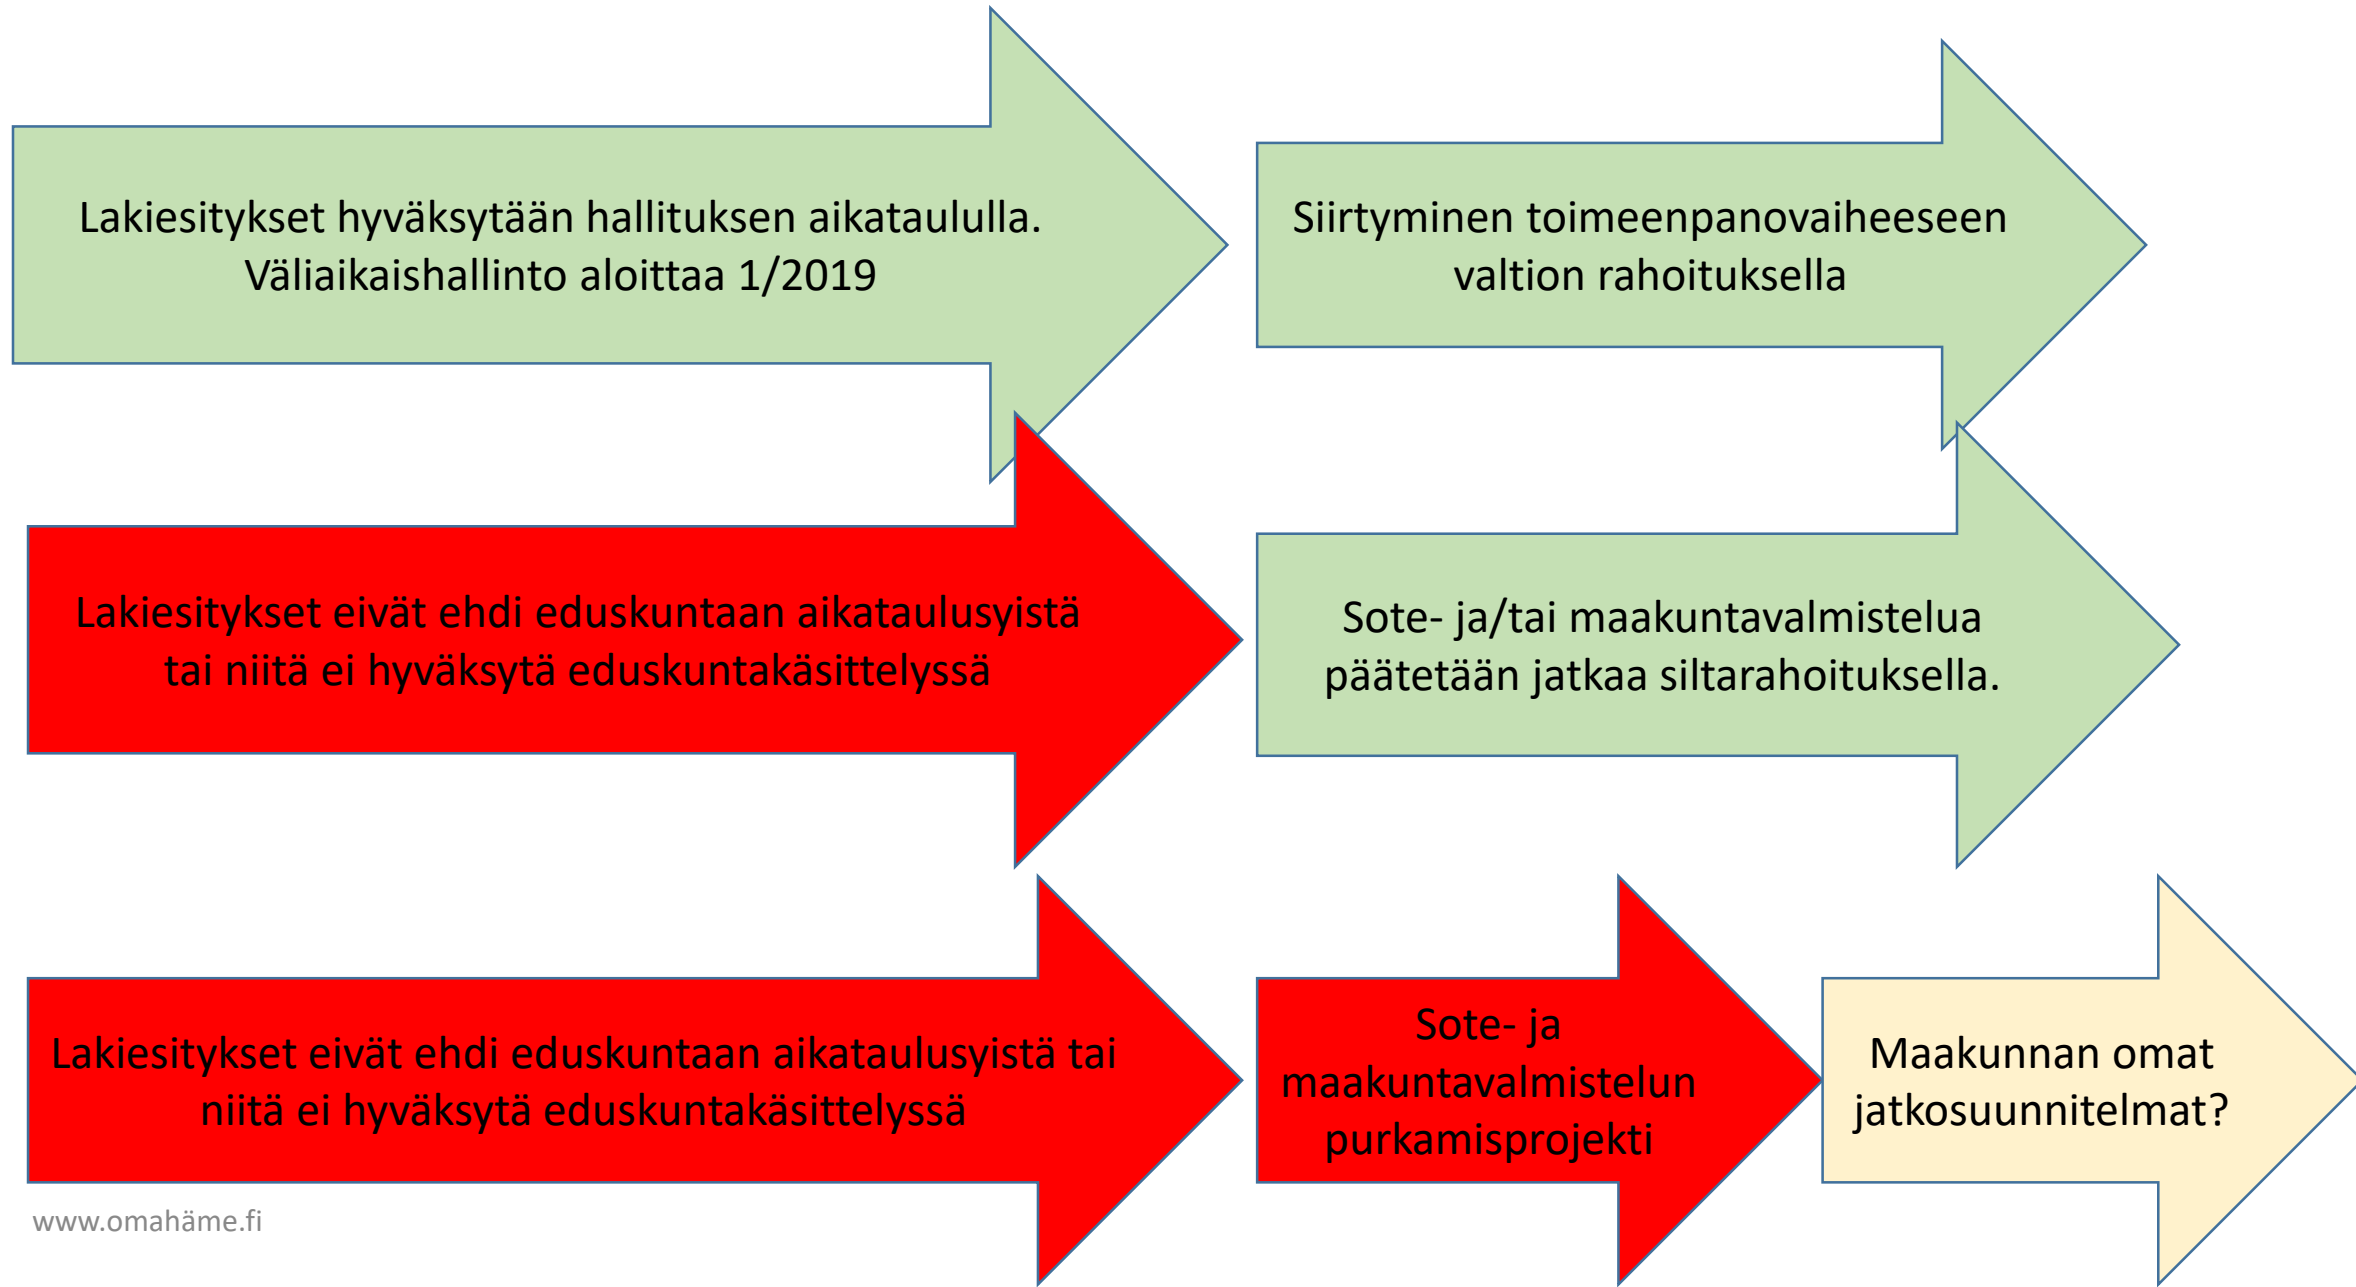 Lakiesitykset hyväksytään hallituksen aikataululla.
Väliaikaishallinto aloittaa 1/2019
Siirtyminen toimeenpanovaiheeseen
valtion rahoituksella
Lakiesitykset eivät ehdi eduskuntaan aikataulusyistä
tai niitä ei hyväksytä eduskuntakäsittelyssä
Sote- ja/tai maakuntavalmistelua
päätetään jatkaa siltarahoituksella.
Lakiesitykset eivät ehdi eduskuntaan aikataulusyistä tai
niitä ei hyväksytä eduskuntakäsittelyssä
Sote- ja
maakuntavalmistelun
purkamisprojekti
Maakunnan omat
jatkosuunnitelmat?
www.omahäme.fi